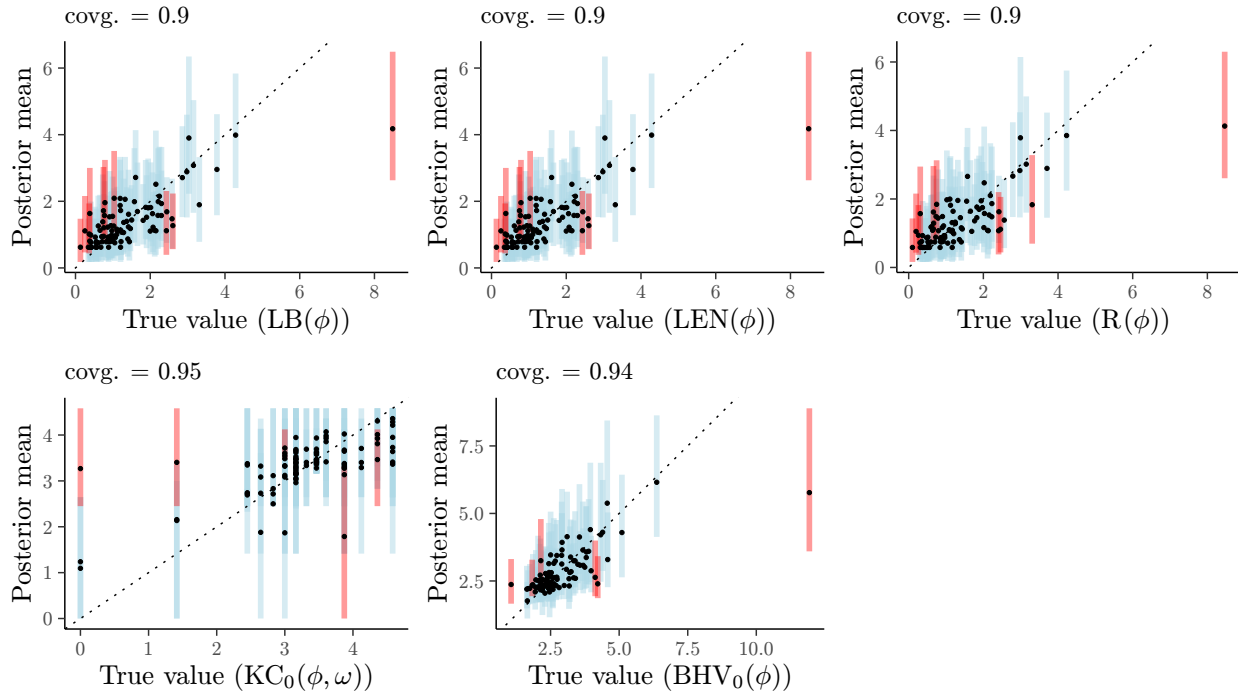 covg. = 0.9
covg. = 0.9
covg. = 0.9
Posterior mean
6
4
2
0
0 2 4 6 8
True value (LB(ϕ))
Posterior mean
6
4
2
0
0 2 4 6 8
True value (LEN(ϕ))
Posterior mean
6
4
2
0
0 2 4 6 8
True value (R(ϕ))
covg. = 0.95
covg. = 0.94
Posterior mean
4
3
2
1
0
0 1 2 3 4
True value (KC₀(ϕ, ω))
Posterior mean
7.5
5.0
2.5
2.5 5.0 7.5 10.0
True value (BHV₀(ϕ))